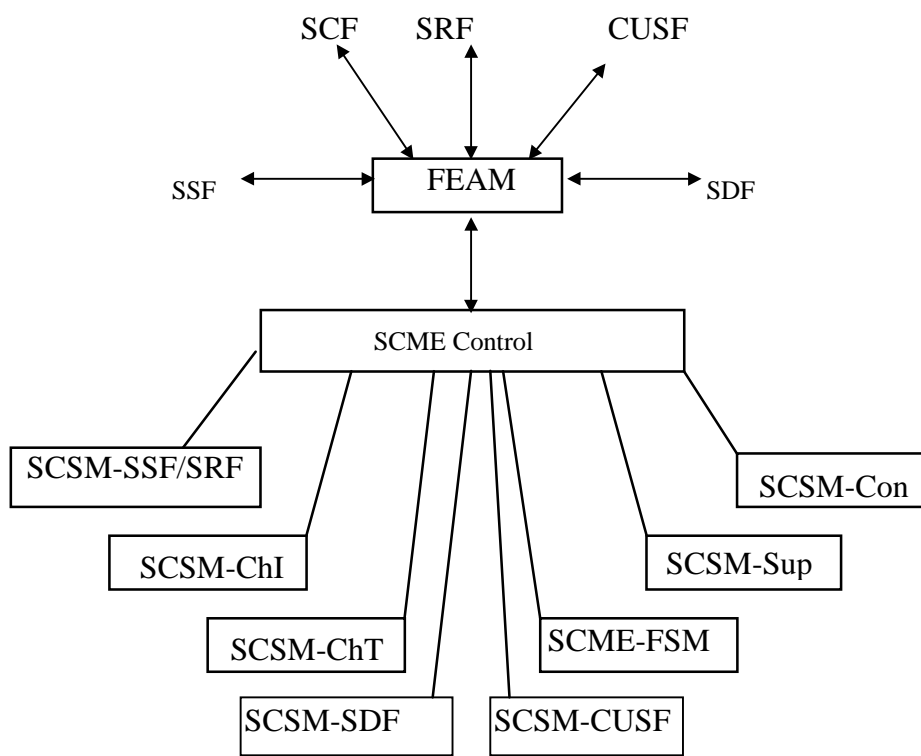 SCF
SRF
CUSF
FEAM
SSF
SDF
SCME Control
SCSM-SSF/SRF
SCSM-Con
SCSM-ChI
SCSM-Sup
SCSM-ChT
SCME-FSM
SCSM-SDF
SCSM-CUSF